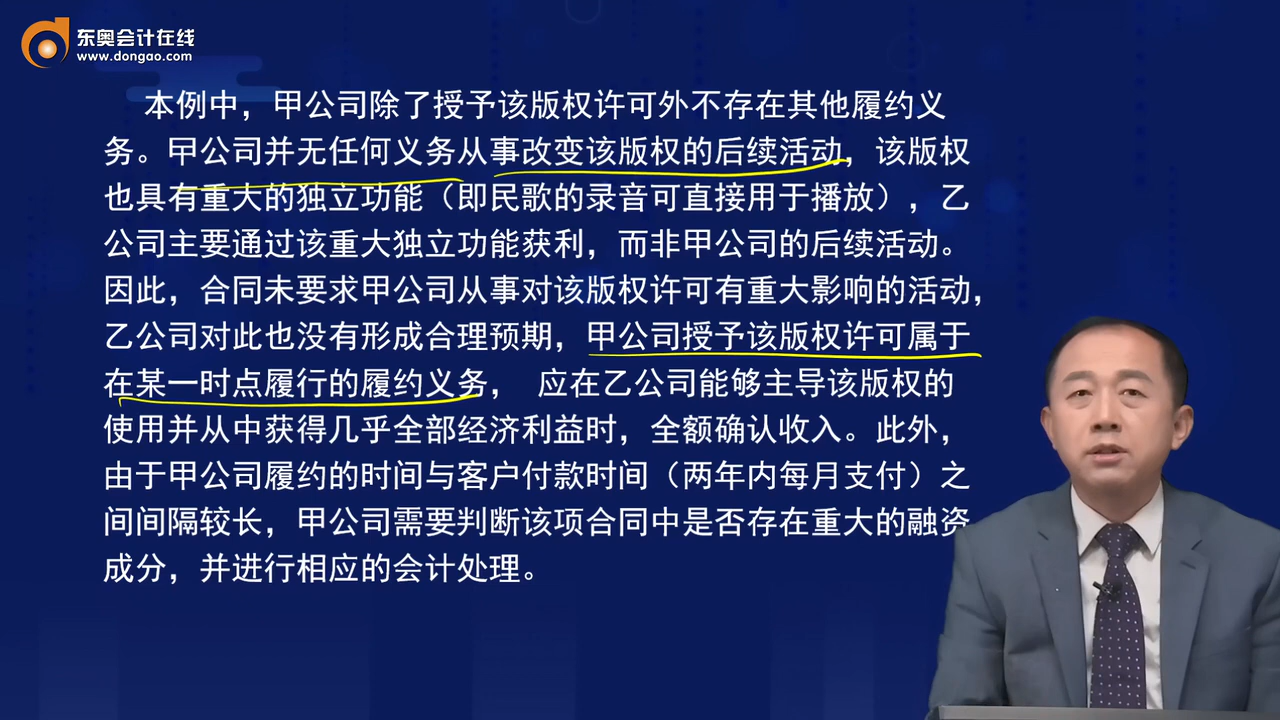 东奥会计在线
www.dongao.com
本例中，甲公司除了授予该版权许可外不存在其他履约义
务。甲公司并无任何义务从事改变该版权的后续活动，该版权
也具有重大的独立功能（即民歌的录音可直接用于播放），乙
公司主要通过该重大独立功能获利，而非甲公司的后续活动。
因此，合同未要求甲公司从事对该版权许可有重大影响的活动，
乙公司对此也没有形成合理预期，甲公司授予该版权许可属于
在某一时点履行的履约义务， 应在乙公司能够主导该版权的
使用并从中获得几乎全部经济利益时，全额确认收入。此外，
由于甲公司履约的时间与客户付款时间（两年内每月支付）之
间间隔较长，甲公司需要判断该项合同中是否存在重大的融资
成分，并进行相应的会计处理。